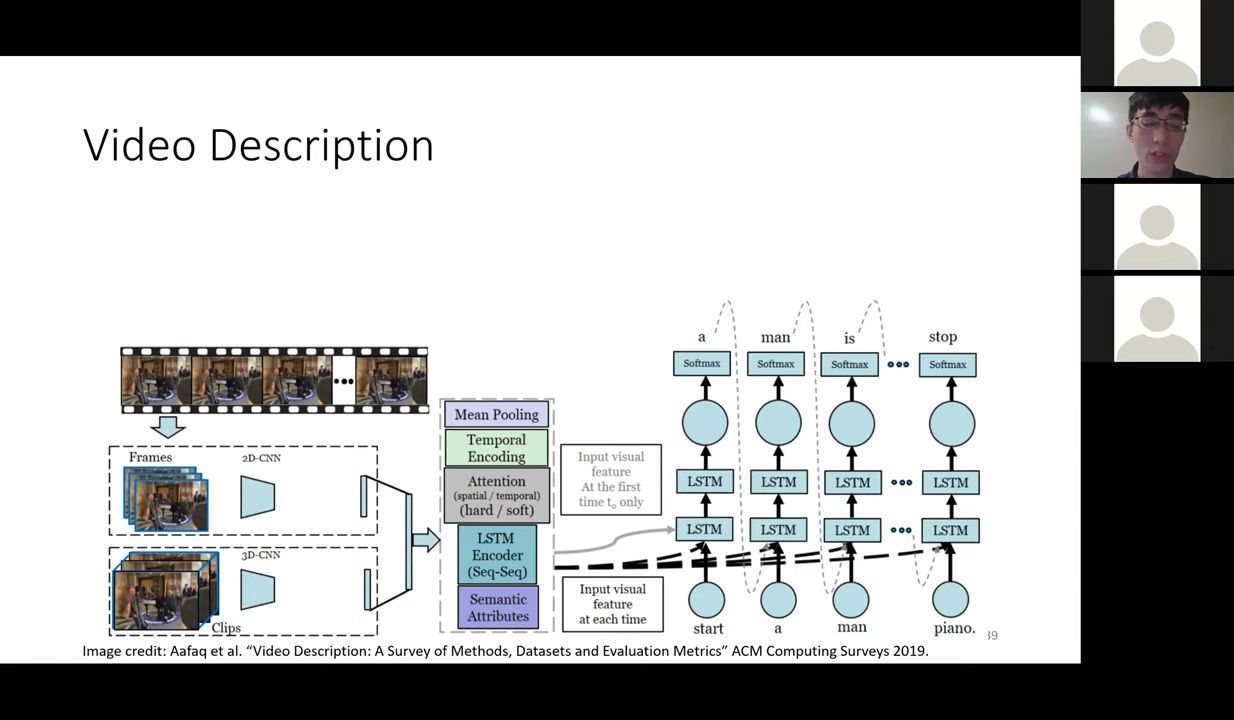 Video Description
Frames
2D-CNN
3D-CNN
Clips
Mean Pooling
Temporal
Encoding
Attention
(spatial / temporal)
(hard / soft)
LSTM
Encoder
(Seq-Seq)
Semantic
Attributes
Input visual
feature
At the first
time t₀ only
Input visual
feature
at each time
a man is stop
Softmax Softmax Softmax ••• Softmax
LSTM LSTM LSTM ••• LSTM
LSTM LSTM LSTM ••• LSTM
start a man piano.
39
Image credit: Aafaq et al. “Video Description: A Survey of Methods, Datasets and Evaluation Metrics” ACM Computing Surveys 2019.